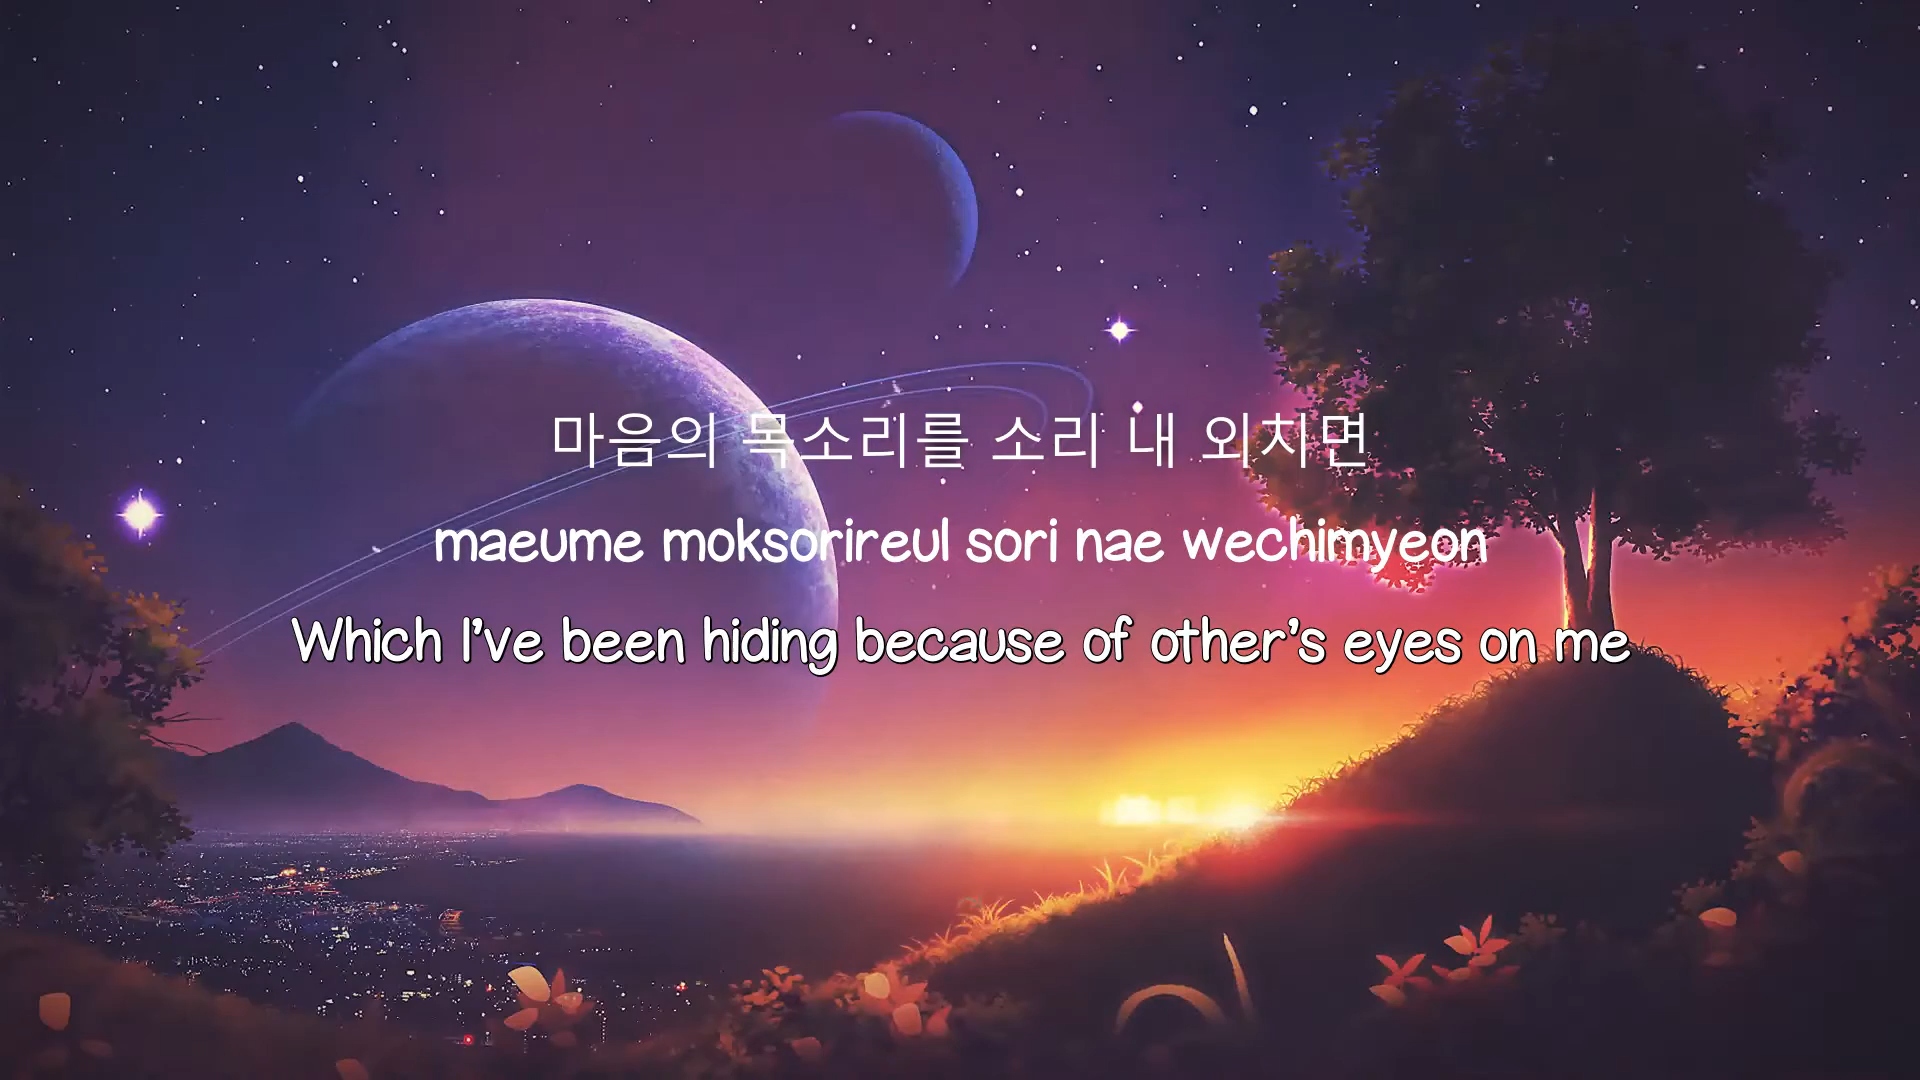 마음의 목소리를 소리 내 외치면
maeume moksorireul sori nae wechimyeon
Which I've been hiding because of other's eyes on me